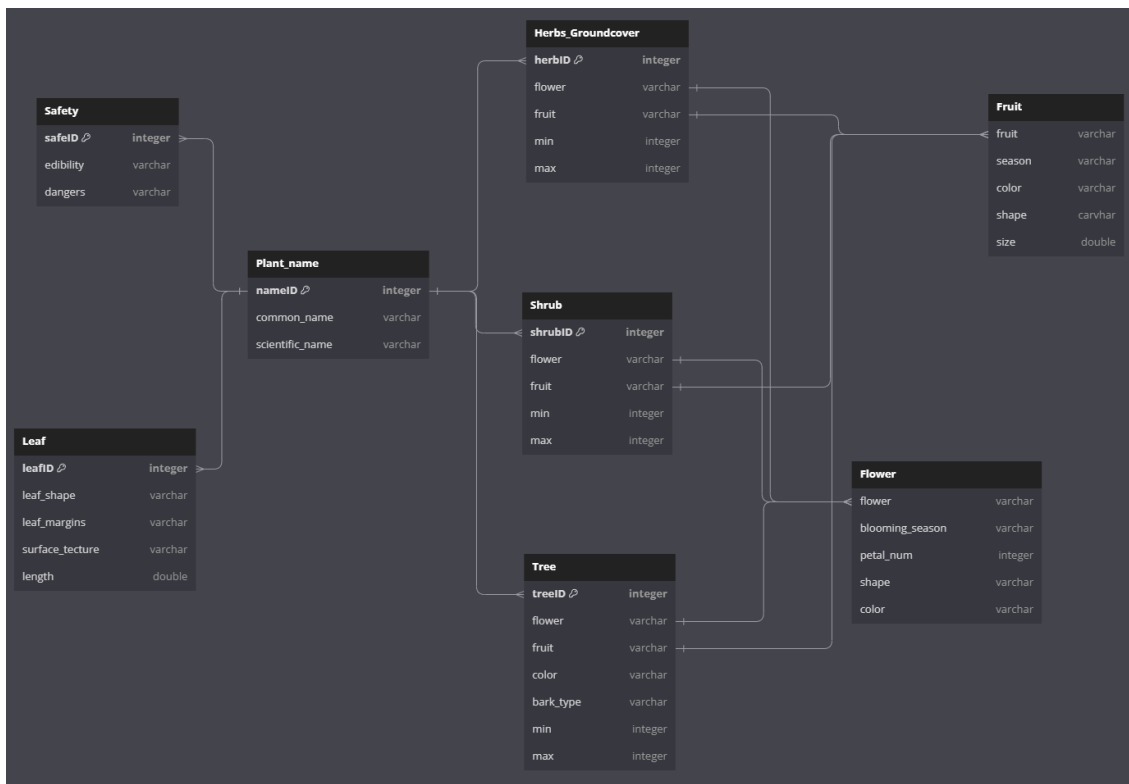 Safety
safeID integer
edibility varchar
dangers varchar
Leaf
leafID integer
leaf_shape varchar
leaf_margins varchar
surface_tecture varchar
length double
Plant_name
nameID integer
common_name varchar
scientific_name varchar
Herbs_Groundcover
herbID integer
flower varchar
fruit varchar
min integer
max integer
Shrub
shrubID integer
flower varchar
fruit varchar
min integer
max integer
Tree
treeID integer
flower varchar
fruit varchar
color varchar
bark_type varchar
min integer
max integer
Fruit
fruit varchar
season varchar
color varchar
shape carvhar
size double
Flower
flower varchar
blooming_season varchar
petal_num integer
shape varchar
color varchar